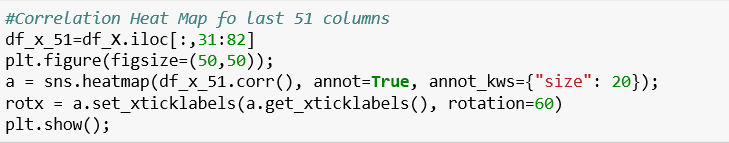 #Correlation Heat Map fo last 51 columns
df_x_51=df_X.iloc[:,31:82]
plt.figure(figsize=(50,50));
a = sns.heatmap(df_x_51.corr(), annot=True, annot_kws={"size": 20});
rotx = a.set_xticklabels(a.get_xticklabels(), rotation=60)
plt.show();